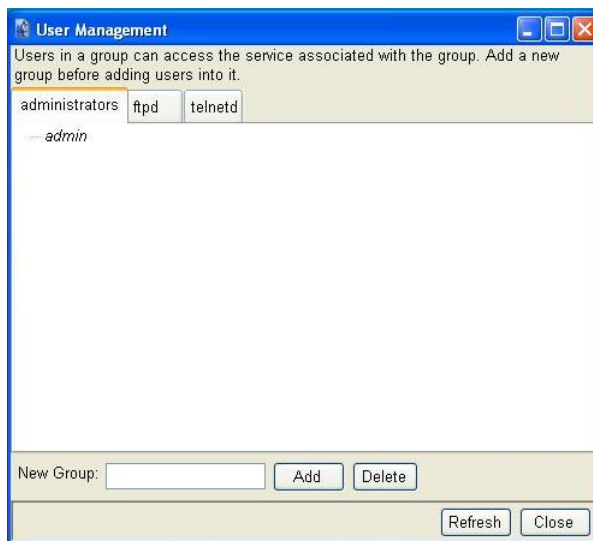 User Management
Users in a group can access the service associated with the group. Add a new
group before adding users into it.
administrators ftpd telnetd
admin
New Group: Add Delete
Refresh Close